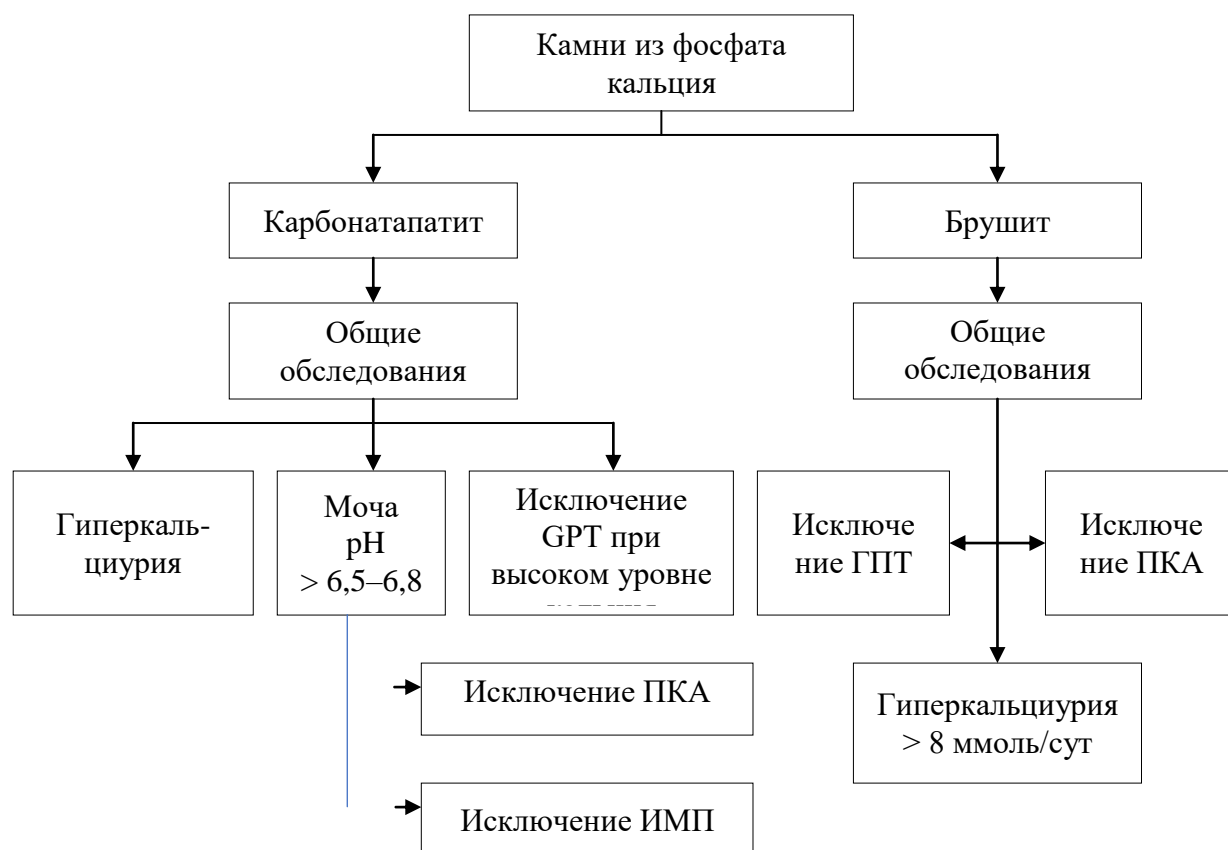 Камни из фосфата
кальция
Карбонатапатит
Брушит
Общие
обследования
Общие
обследования
Гиперкаль-
циурия
Моча
pH
> 6,5–6,8
Исключение
GPT при
высоком уровне
Исключе
ние ГПТ
Исключе
ние ПКА
Исключение ПКА
Гиперкальциурия
> 8 ммоль/сут
Исключение ИМП